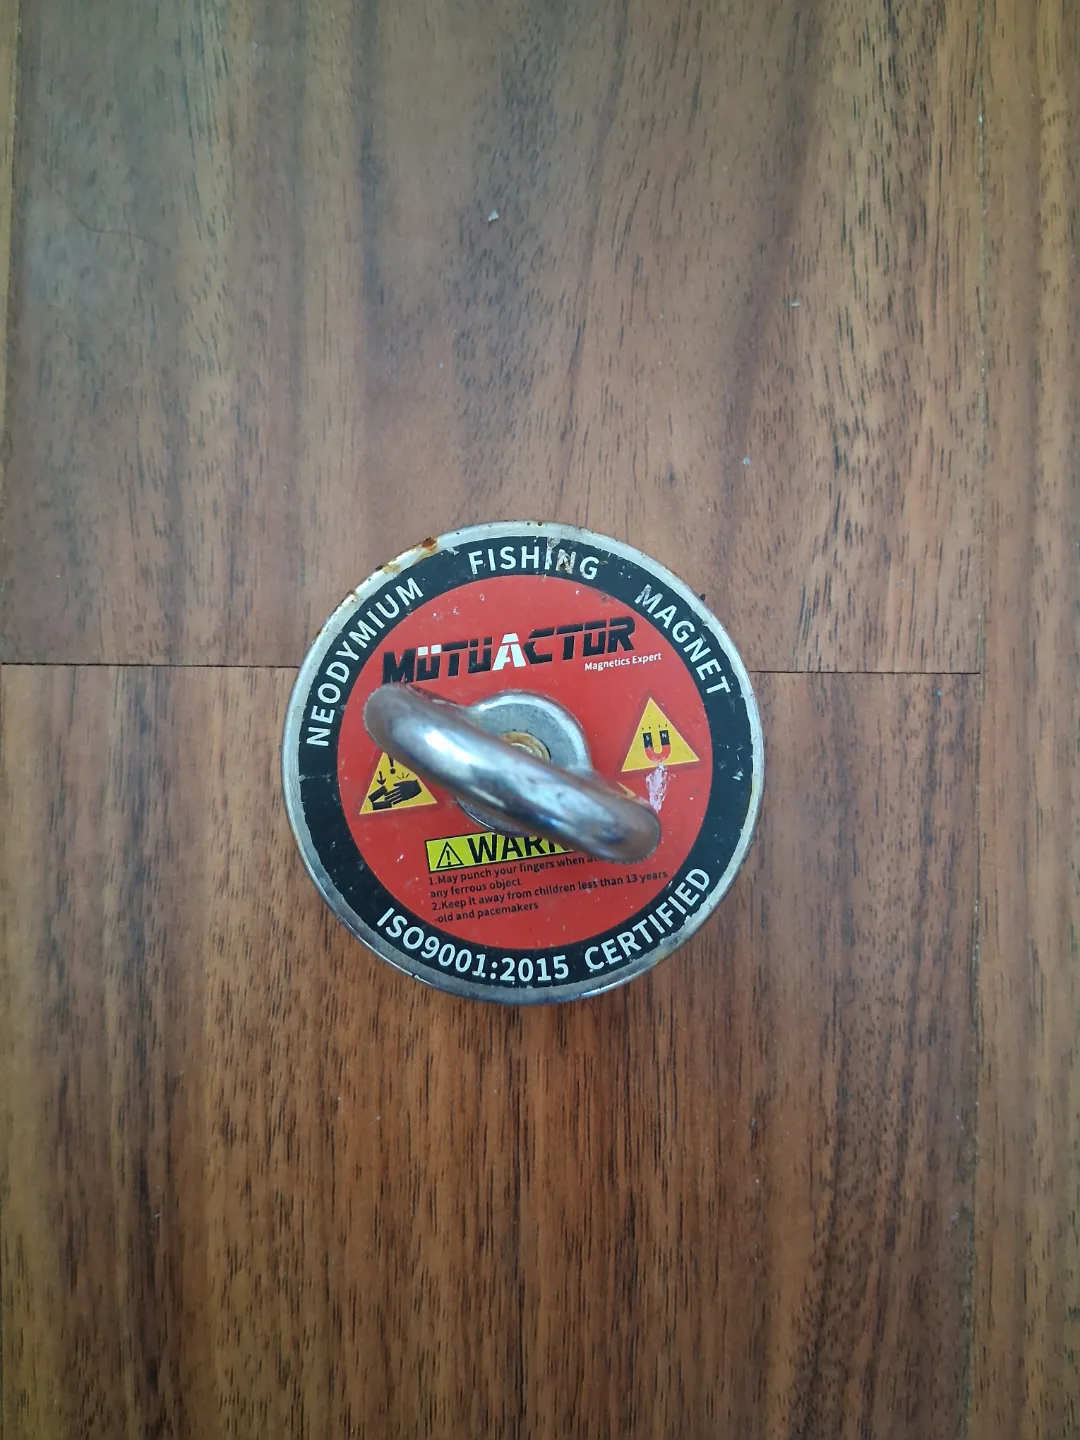 NEODYMIUM FISHING MAGNET
MUTUACTOR
Magnetics Expert
S N
1.May punch your fingers when
any ferrous object
2.Keep it away from children less than 13 years
-old and pacemakers
ISO9001:2015 CERTIFIED